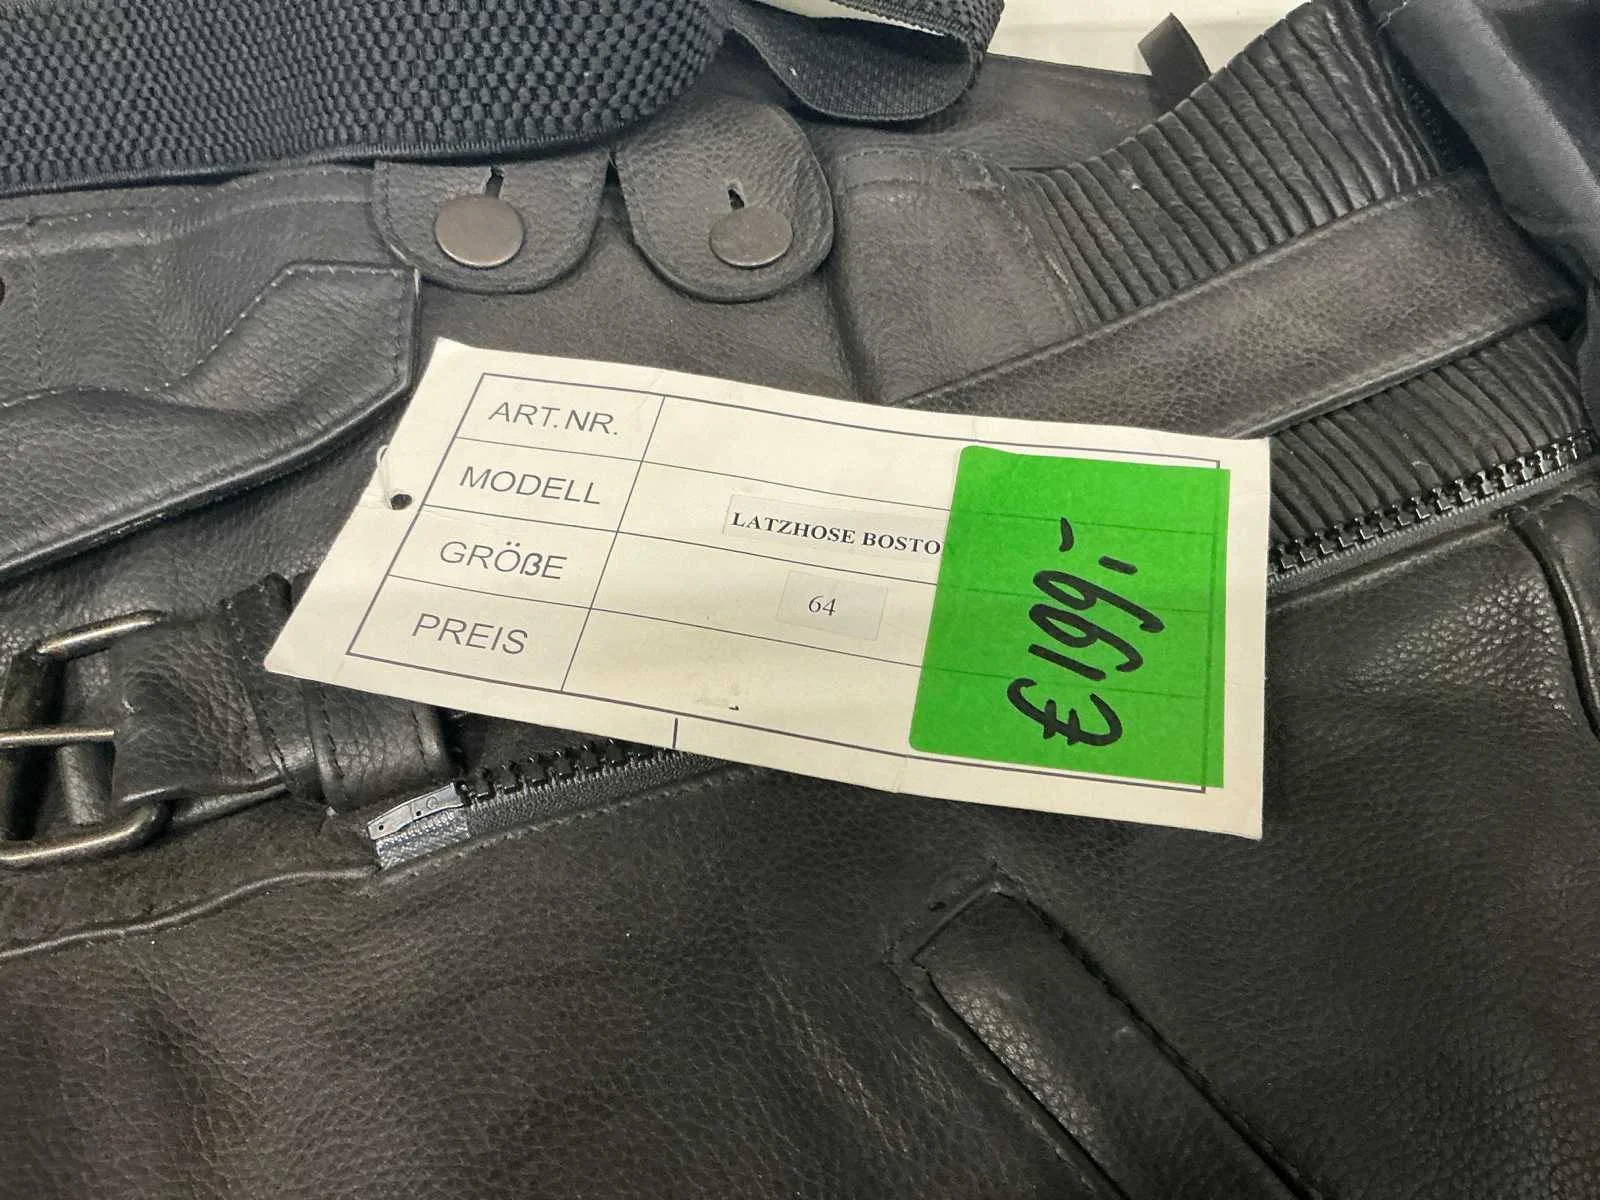 ART.NR.
MODELL LATZHOSE BOSTO
GRÖßE 64
PREIS
€199,-